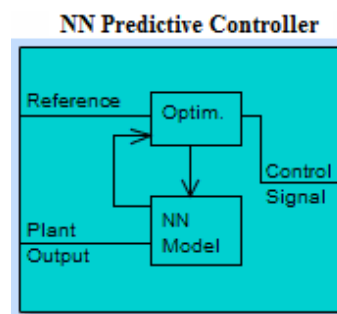 NN Predictive Controller
Reference
Optim.
Control
Signal
Plant
Output
NN
Model